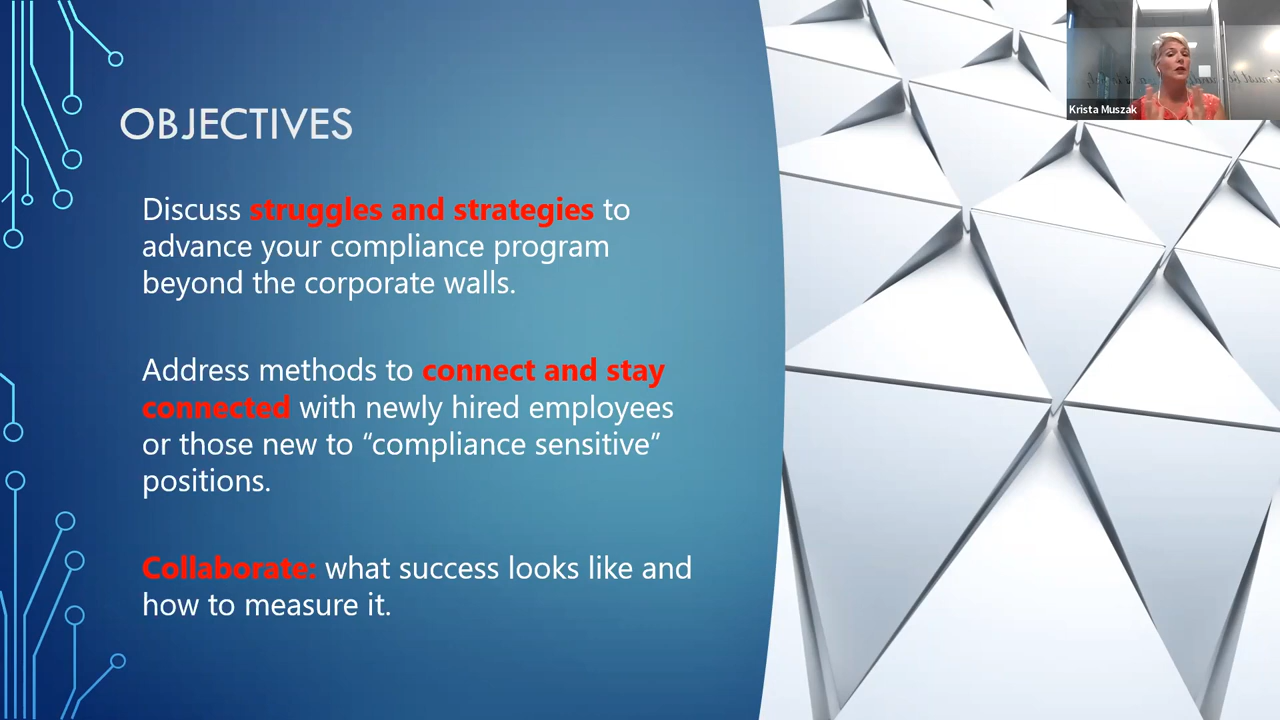 OBJECTIVES
Discuss struggles and strategies to
advance your compliance program
beyond the corporate walls.
Address methods to connect and stay
connected with newly hired employees
or those new to “compliance sensitive”
positions.
Collaborate: what success looks like and
how to measure it.
Krista Muszak